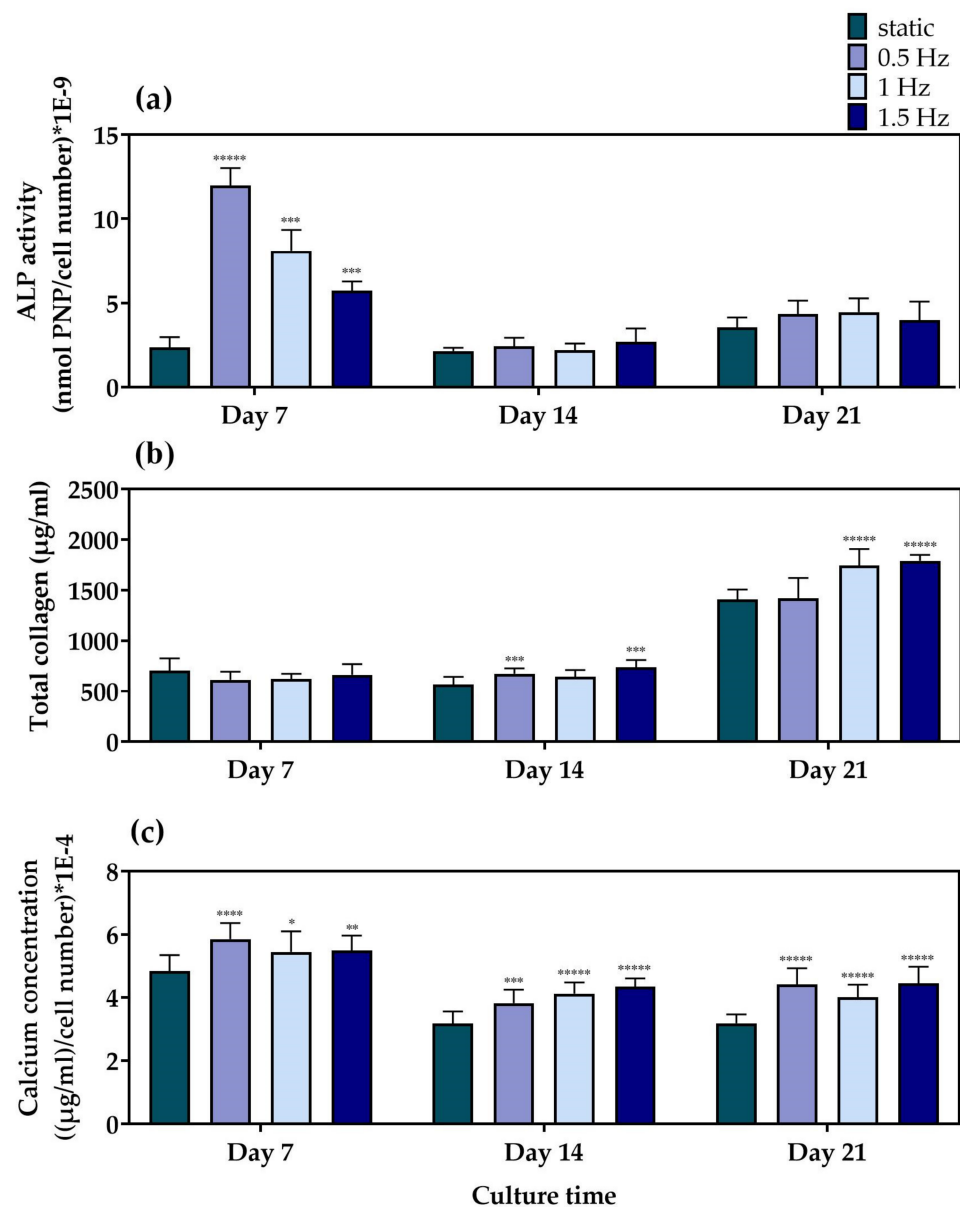 static
0.5 Hz
1 Hz
1.5 Hz
(a)
ALP activity
(nmol PNP/cell number)*1E-9
15
10
5
0
*****
***
***
Day 7
Day 14
Day 21
(b)
Total collagen (µg/ml)
2500
2000
1500
1000
500
0
***
***
*****
*****
Day 7
Day 14
Day 21
(c)
Calcium concentration
((µg/ml)/cell number)*1E-4
8
6
4
2
0
****
*
**
***
*****
*****
*****
*****
*****
Day 7
Day 14
Day 21
Culture time